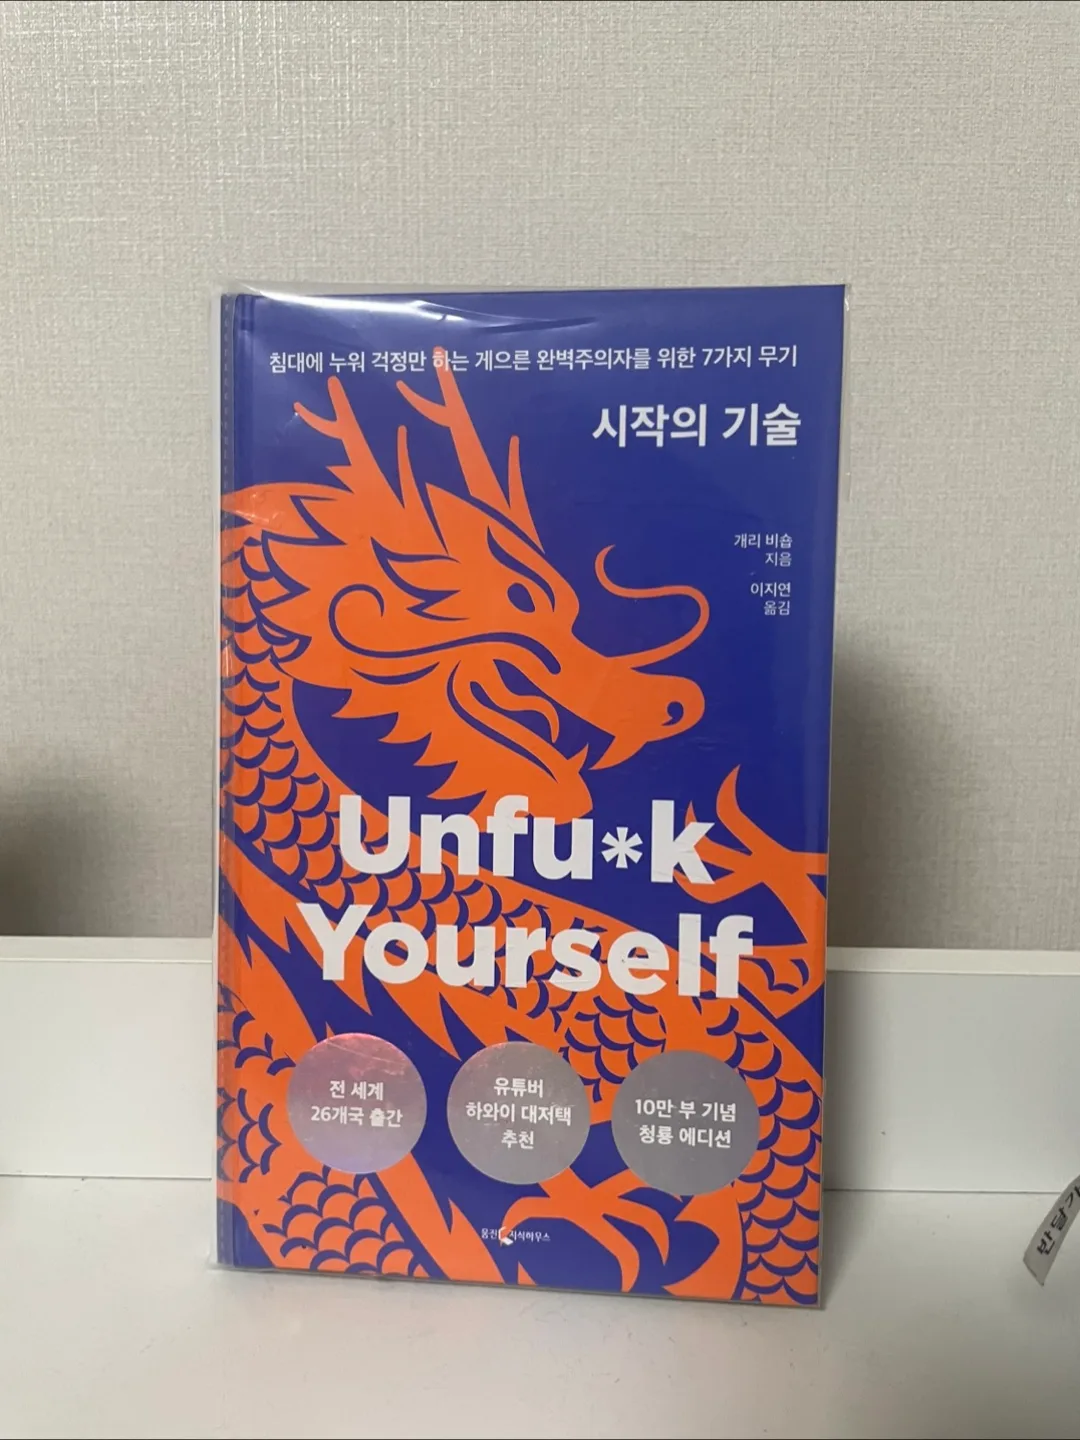 침대에 누워 걱정만 하는 게으른 완벽주의자를 위한 7가지 무기
시작의 기술
개리 비숍
지음
이지연
옮김
Unfu*k
Yourself
전 세계
26개국 출간
유튜버
하와이 대저택
추천
10만 부 기념
청룡 에디션
웅진 지식하우스
반달